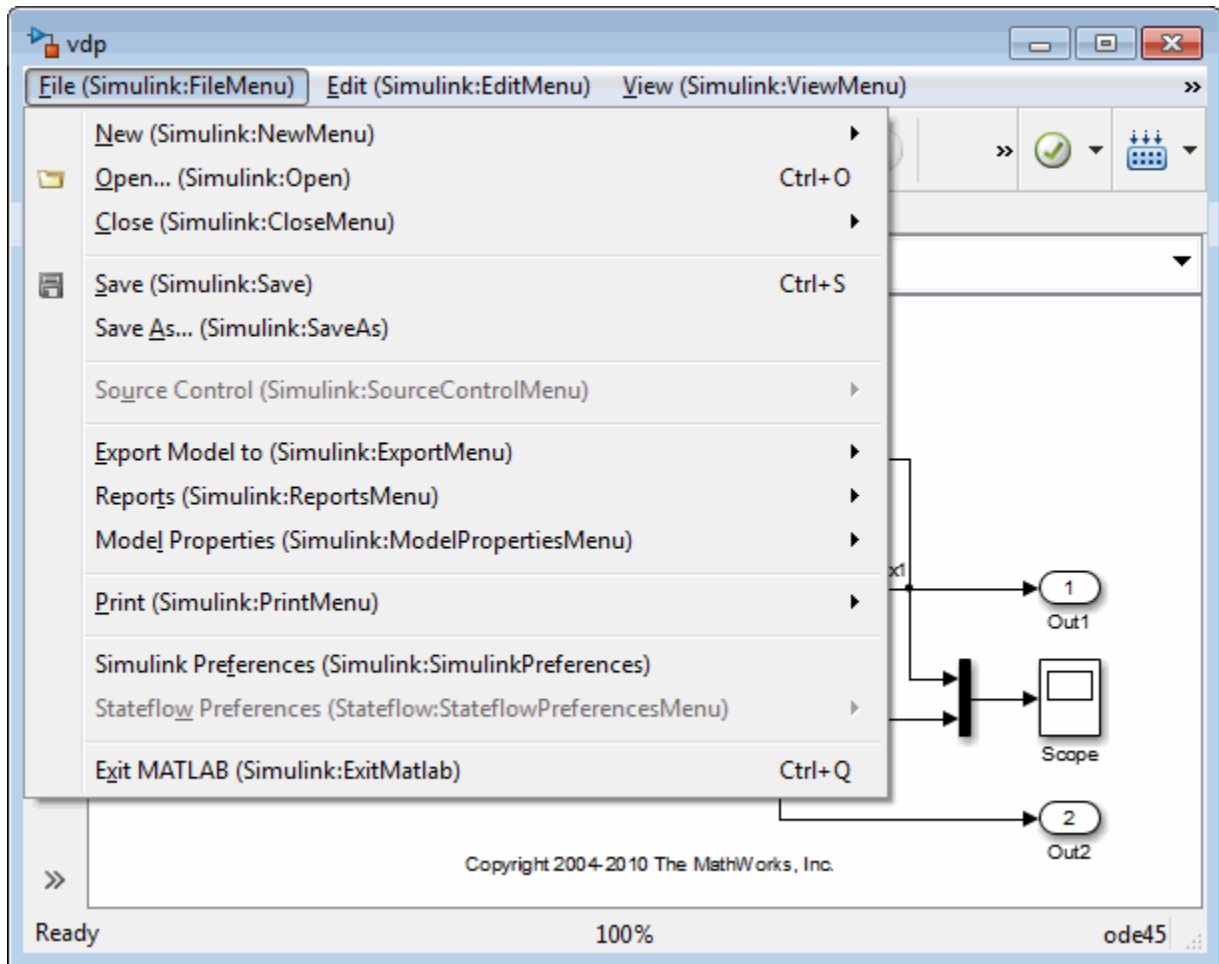 vdp
File (Simulink:FileMenu) Edit (Simulink:EditMenu) View (Simulink:ViewMenu) »
New (Simulink:NewMenu)
Open... (Simulink:Open) Ctrl+O
Close (Simulink:CloseMenu)
Save (Simulink:Save) Ctrl+S
Save As... (Simulink:SaveAs)
Source Control (Simulink:SourceControlMenu)
Export Model to (Simulink:ExportMenu)
Reports (Simulink:ReportsMenu)
Model Properties (Simulink:ModelPropertiesMenu)
x1
1
Out1
Print (Simulink:PrintMenu)
Simulink Preferences (Simulink:SimulinkPreferences)
Stateflow Preferences (Stateflow:StateflowPreferencesMenu)
Scope
Exit MATLAB (Simulink:ExitMatlab) Ctrl+Q
2
Out2
Copyright 2004-2010 The MathWorks, Inc.
Ready 100% ode45